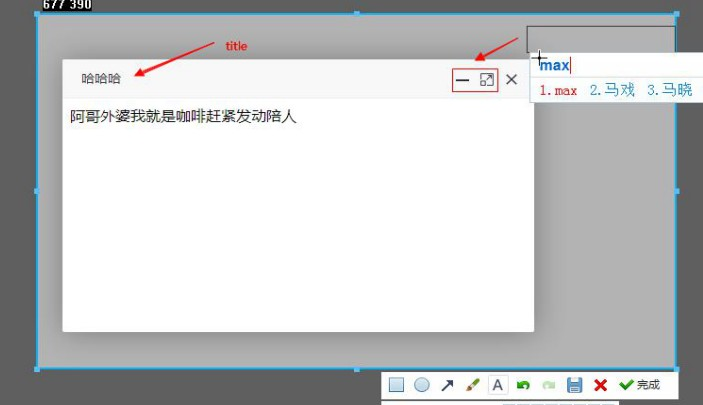 677 390
title
max
哈哈哈
1.max 2.马戏 3.马晓
阿哥外婆我就是咖啡赶紧发动陪人
A
完成